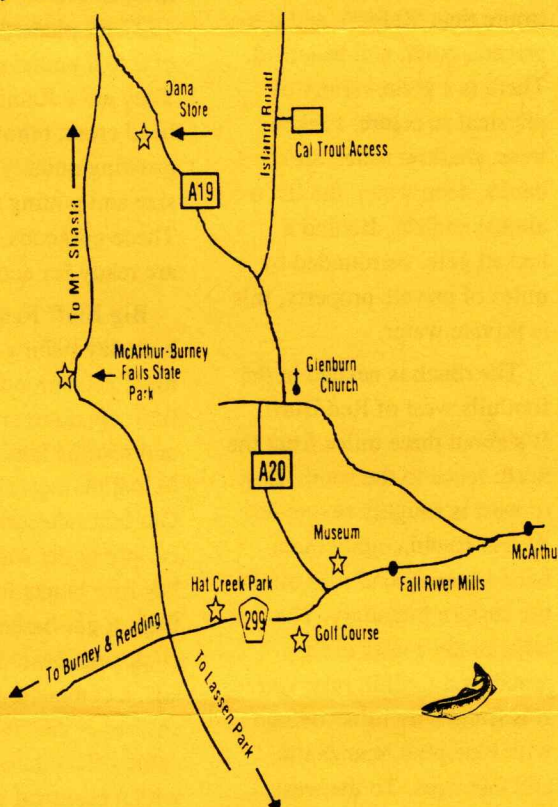 Dana
Store
Island Road
Cal Trout Access
A19
To Mt Shasta
McArthur-Burney
Falls State
Park
Glenburn
Church
A20
Museum
McArthur
Fall River Mills
Hat Creek Park
299
Golf Course
To Burney & Redding
To Lassen Park